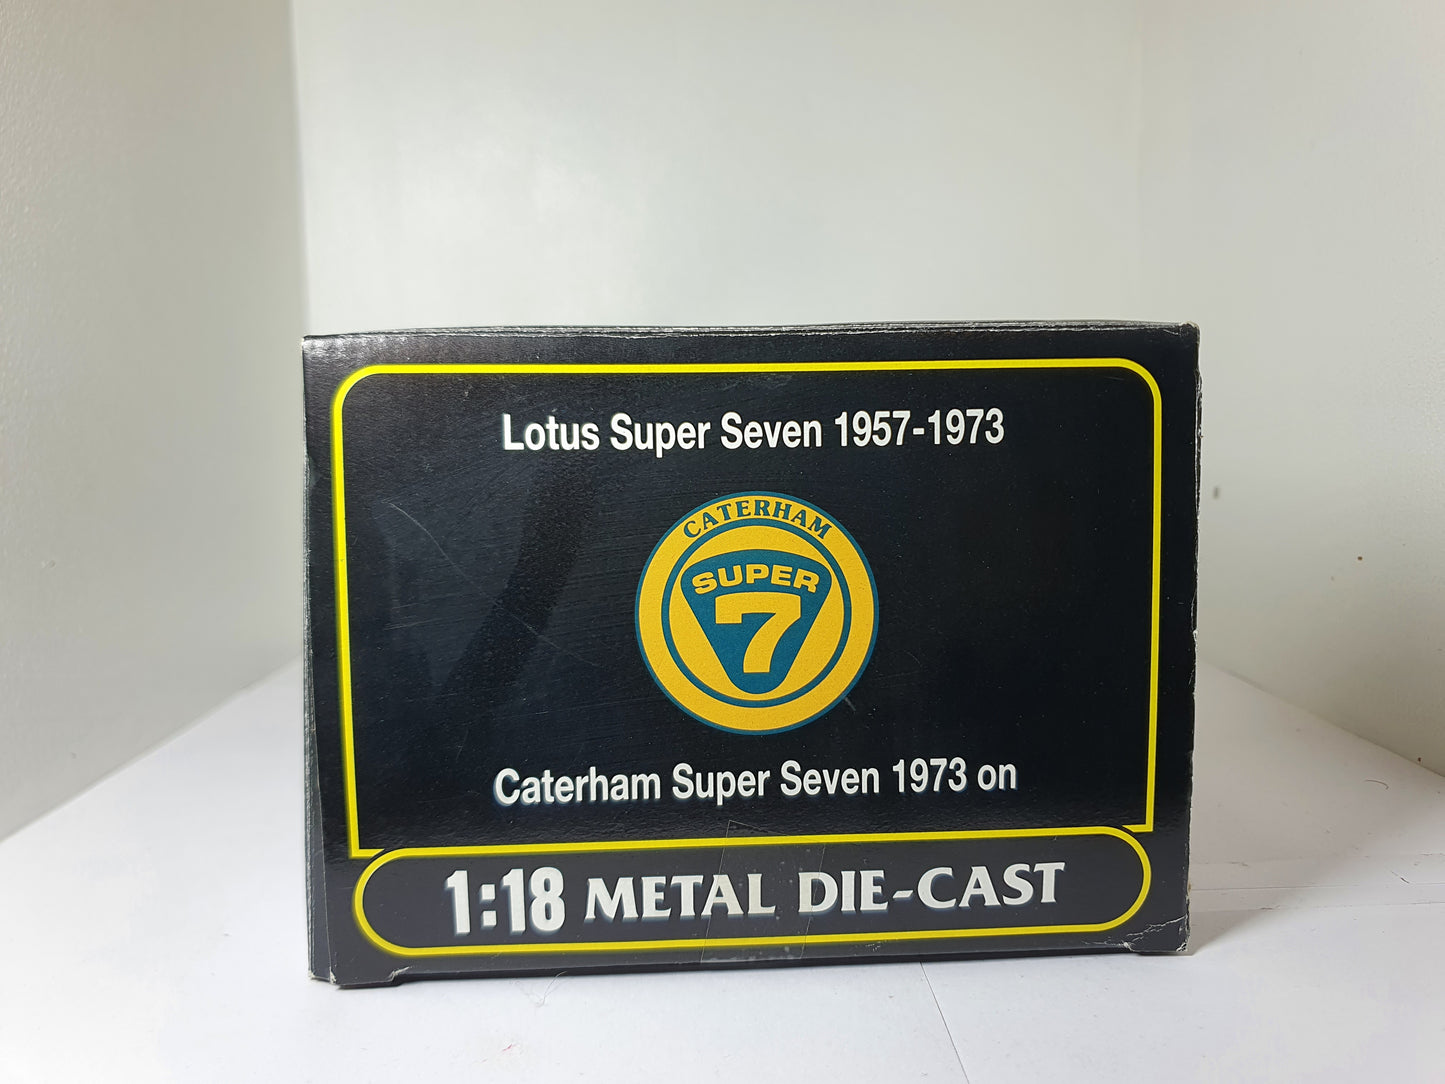 Lotus Super Seven 1957-1973
CATERHAM
SUPER
7
Caterham Super Seven 1973 on
1:18 METAL DIE-CAST